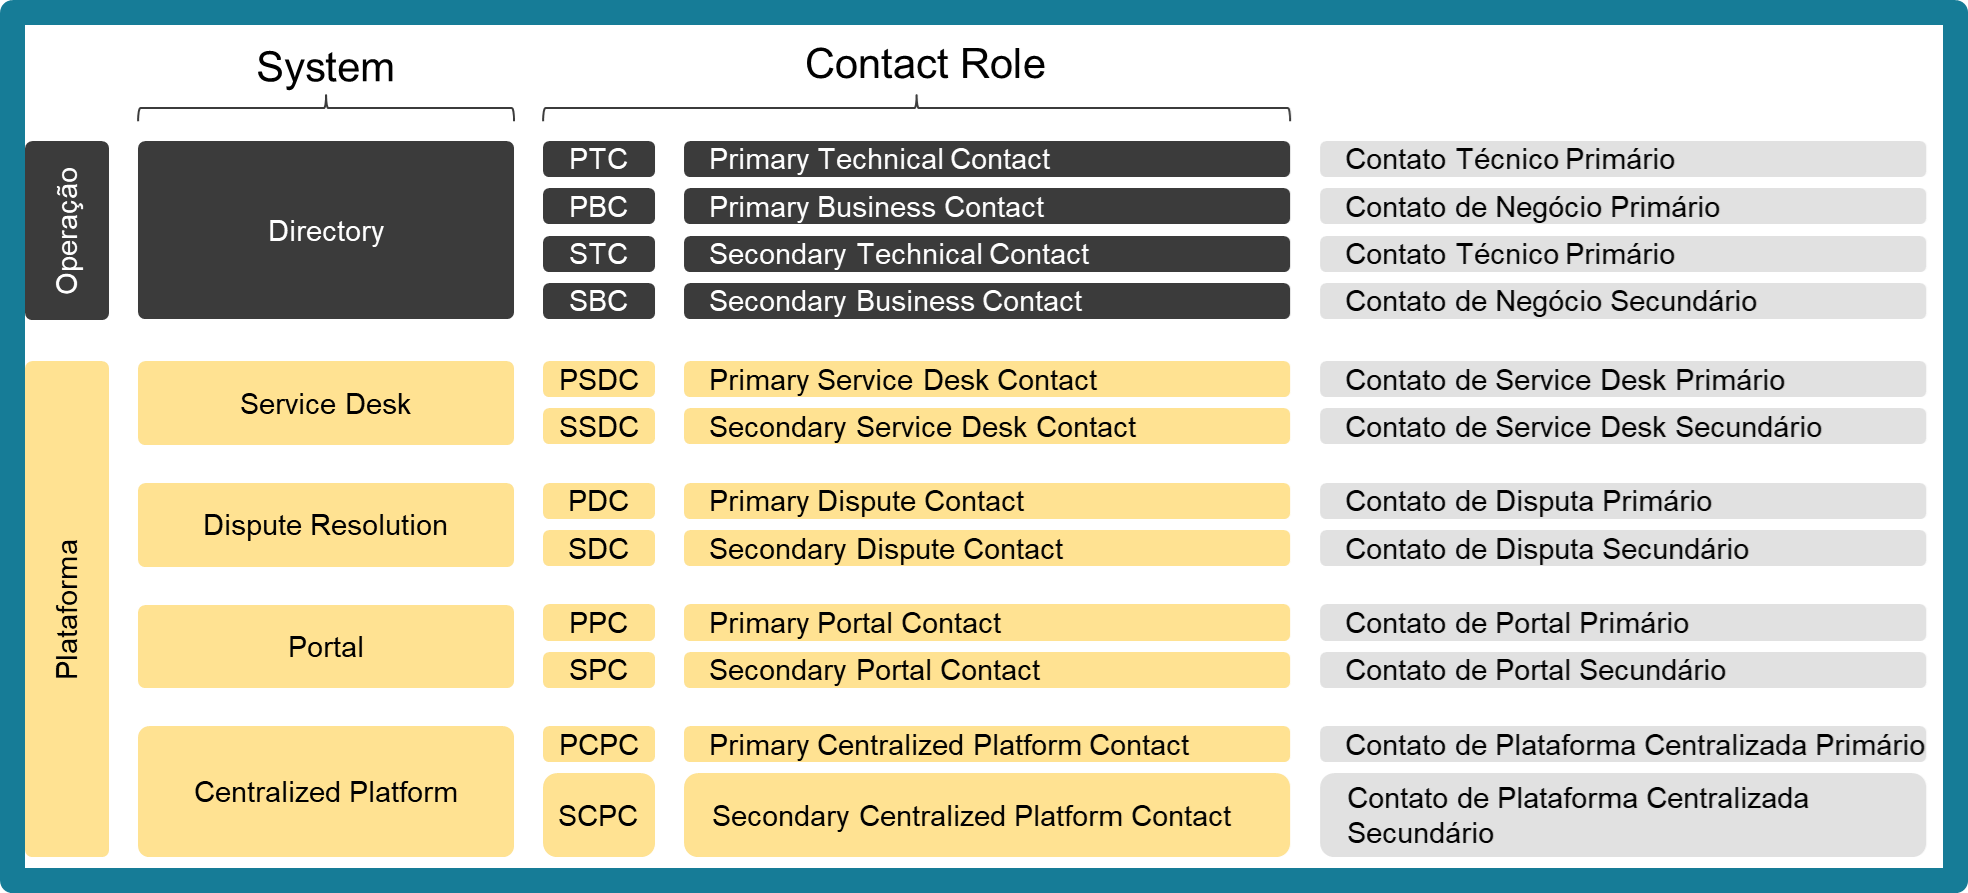 System
Contact Role
Operação
Directory
PTC
Primary Technical Contact
Contato Técnico Primário
PBC
Primary Business Contact
Contato de Negócio Primário
STC
Secondary Technical Contact
Contato Técnico Primário
SBC
Secondary Business Contact
Contato de Negócio Secundário
Plataforma
Service Desk
PSDC
Primary Service Desk Contact
Contato de Service Desk Primário
SSDC
Secondary Service Desk Contact
Contato de Service Desk Secundário
Dispute Resolution
PDC
Primary Dispute Contact
Contato de Disputa Primário
SDC
Secondary Dispute Contact
Contato de Disputa Secundário
Portal
PPC
Primary Portal Contact
Contato de Portal Primário
SPC
Secondary Portal Contact
Contato de Portal Secundário
Centralized Platform
PCPC
Primary Centralized Platform Contact
Contato de Plataforma Centralizada Primário
SCPC
Secondary Centralized Platform Contact
Contato de Plataforma Centralizada
Secundário